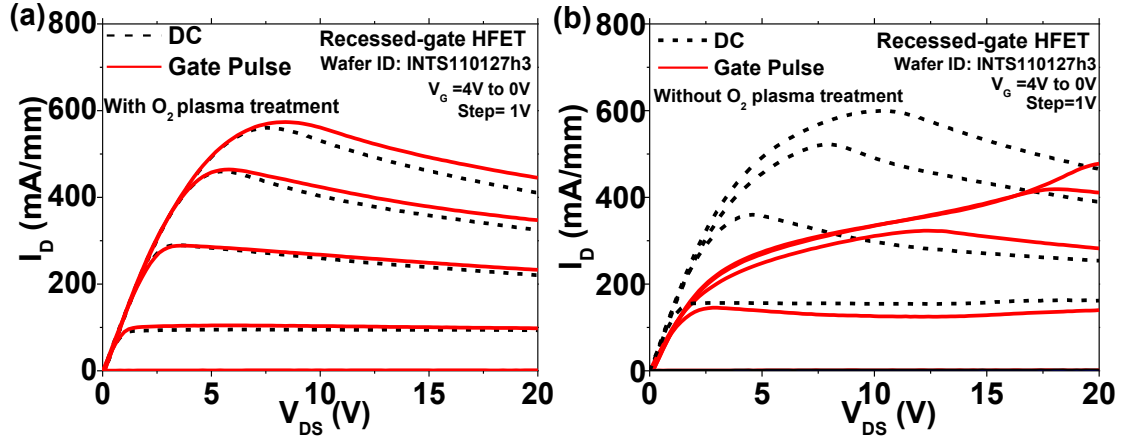 (a)
800
600
400
200
0
I_D (mA/mm)
DC
Gate Pulse
With O₂ plasma treatment
Recessed-gate HFET
Wafer ID: INTS110127h3
V_G =4V to 0V
Step= 1V
0 5 10 15 20
V_DS (V)
(b)
800
600
400
200
0
I_D (mA/mm)
DC
Gate Pulse
Without O₂ plasma treatment
Recessed-gate HFET
Wafer ID: INTS110127h3
V_G =4V to 0V
Step= 1V
0 5 10 15 20
V_DS (V)